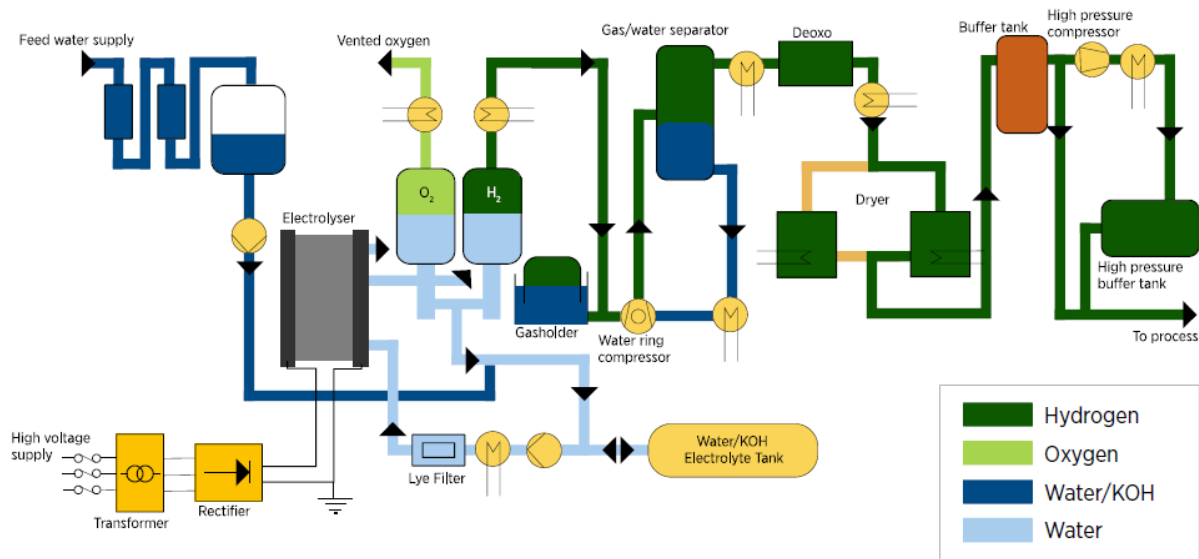 Feed water supply
Vented oxygen
Gas/water separator
Deoxo
Buffer tank
High pressure
compressor
O2
H2
Electrolyser
Dryer
Gasholder
Water ring
compressor
High pressure
buffer tank
To process
High voltage
supply
Transformer
Rectifier
Lye Filter
M
M
M
Water/KOH
Electrolyte Tank
M
Hydrogen
Oxygen
Water/KOH
Water